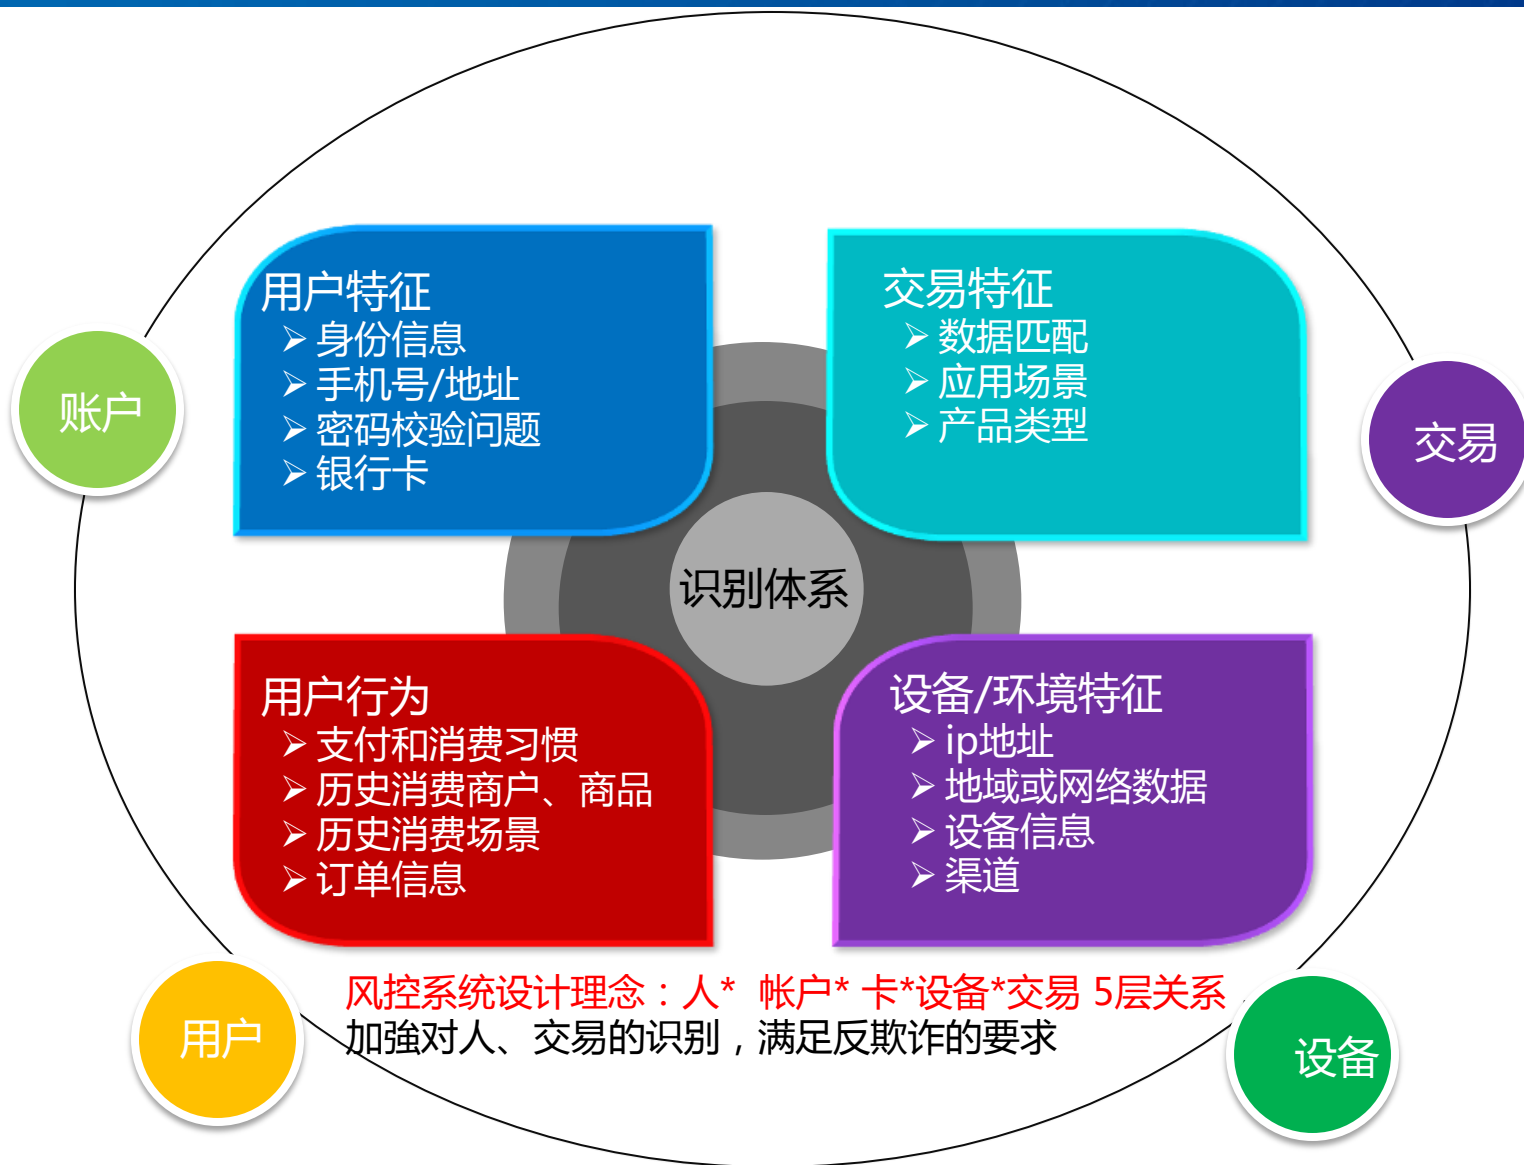 用户特征
身份信息
手机号/地址
密码校验问题
银行卡
交易特征
数据匹配
应用场景
产品类型
账户
交易
识别体系
用户行为
支付和消费习惯
历史消费商户、商品
历史消费场景
订单信息
设备/环境特征
ip地址
地域或网络数据
设备信息
渠道
风控系统设计理念：人* 帐户* 卡*设备*交易 5层关系
加強对人、交易的识别，满足反欺诈的要求
用户
设备